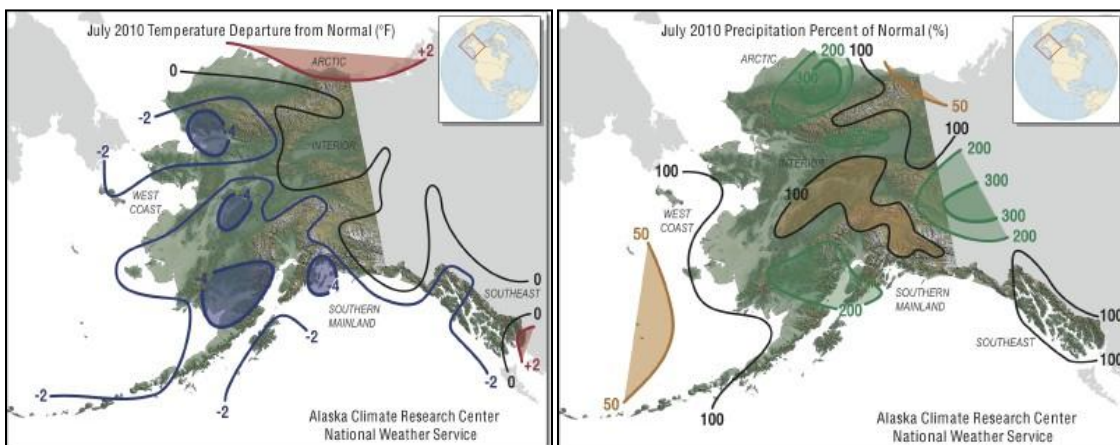 July 2010 Temperature Departure from Normal (°F)
+2
ARCTIC
0
-2
-4
-2
INTERIOR
WEST
COAST
-4
-4
-4
0
SOUTHEAST
SOUTHERN
MAINLAND
0
-2
+2
-2
0
-2
-2
Alaska Climate Research Center
National Weather Service
July 2010 Precipitation Percent of Normal (%)
200
100
ARCTIC
300
50
100
200
INTERIOR
100
100
300
WEST
COAST
300
50
200
200
SOUTHERN
MAINLAND
100
SOUTHEAST
100
50
100
Alaska Climate Research Center
National Weather Service